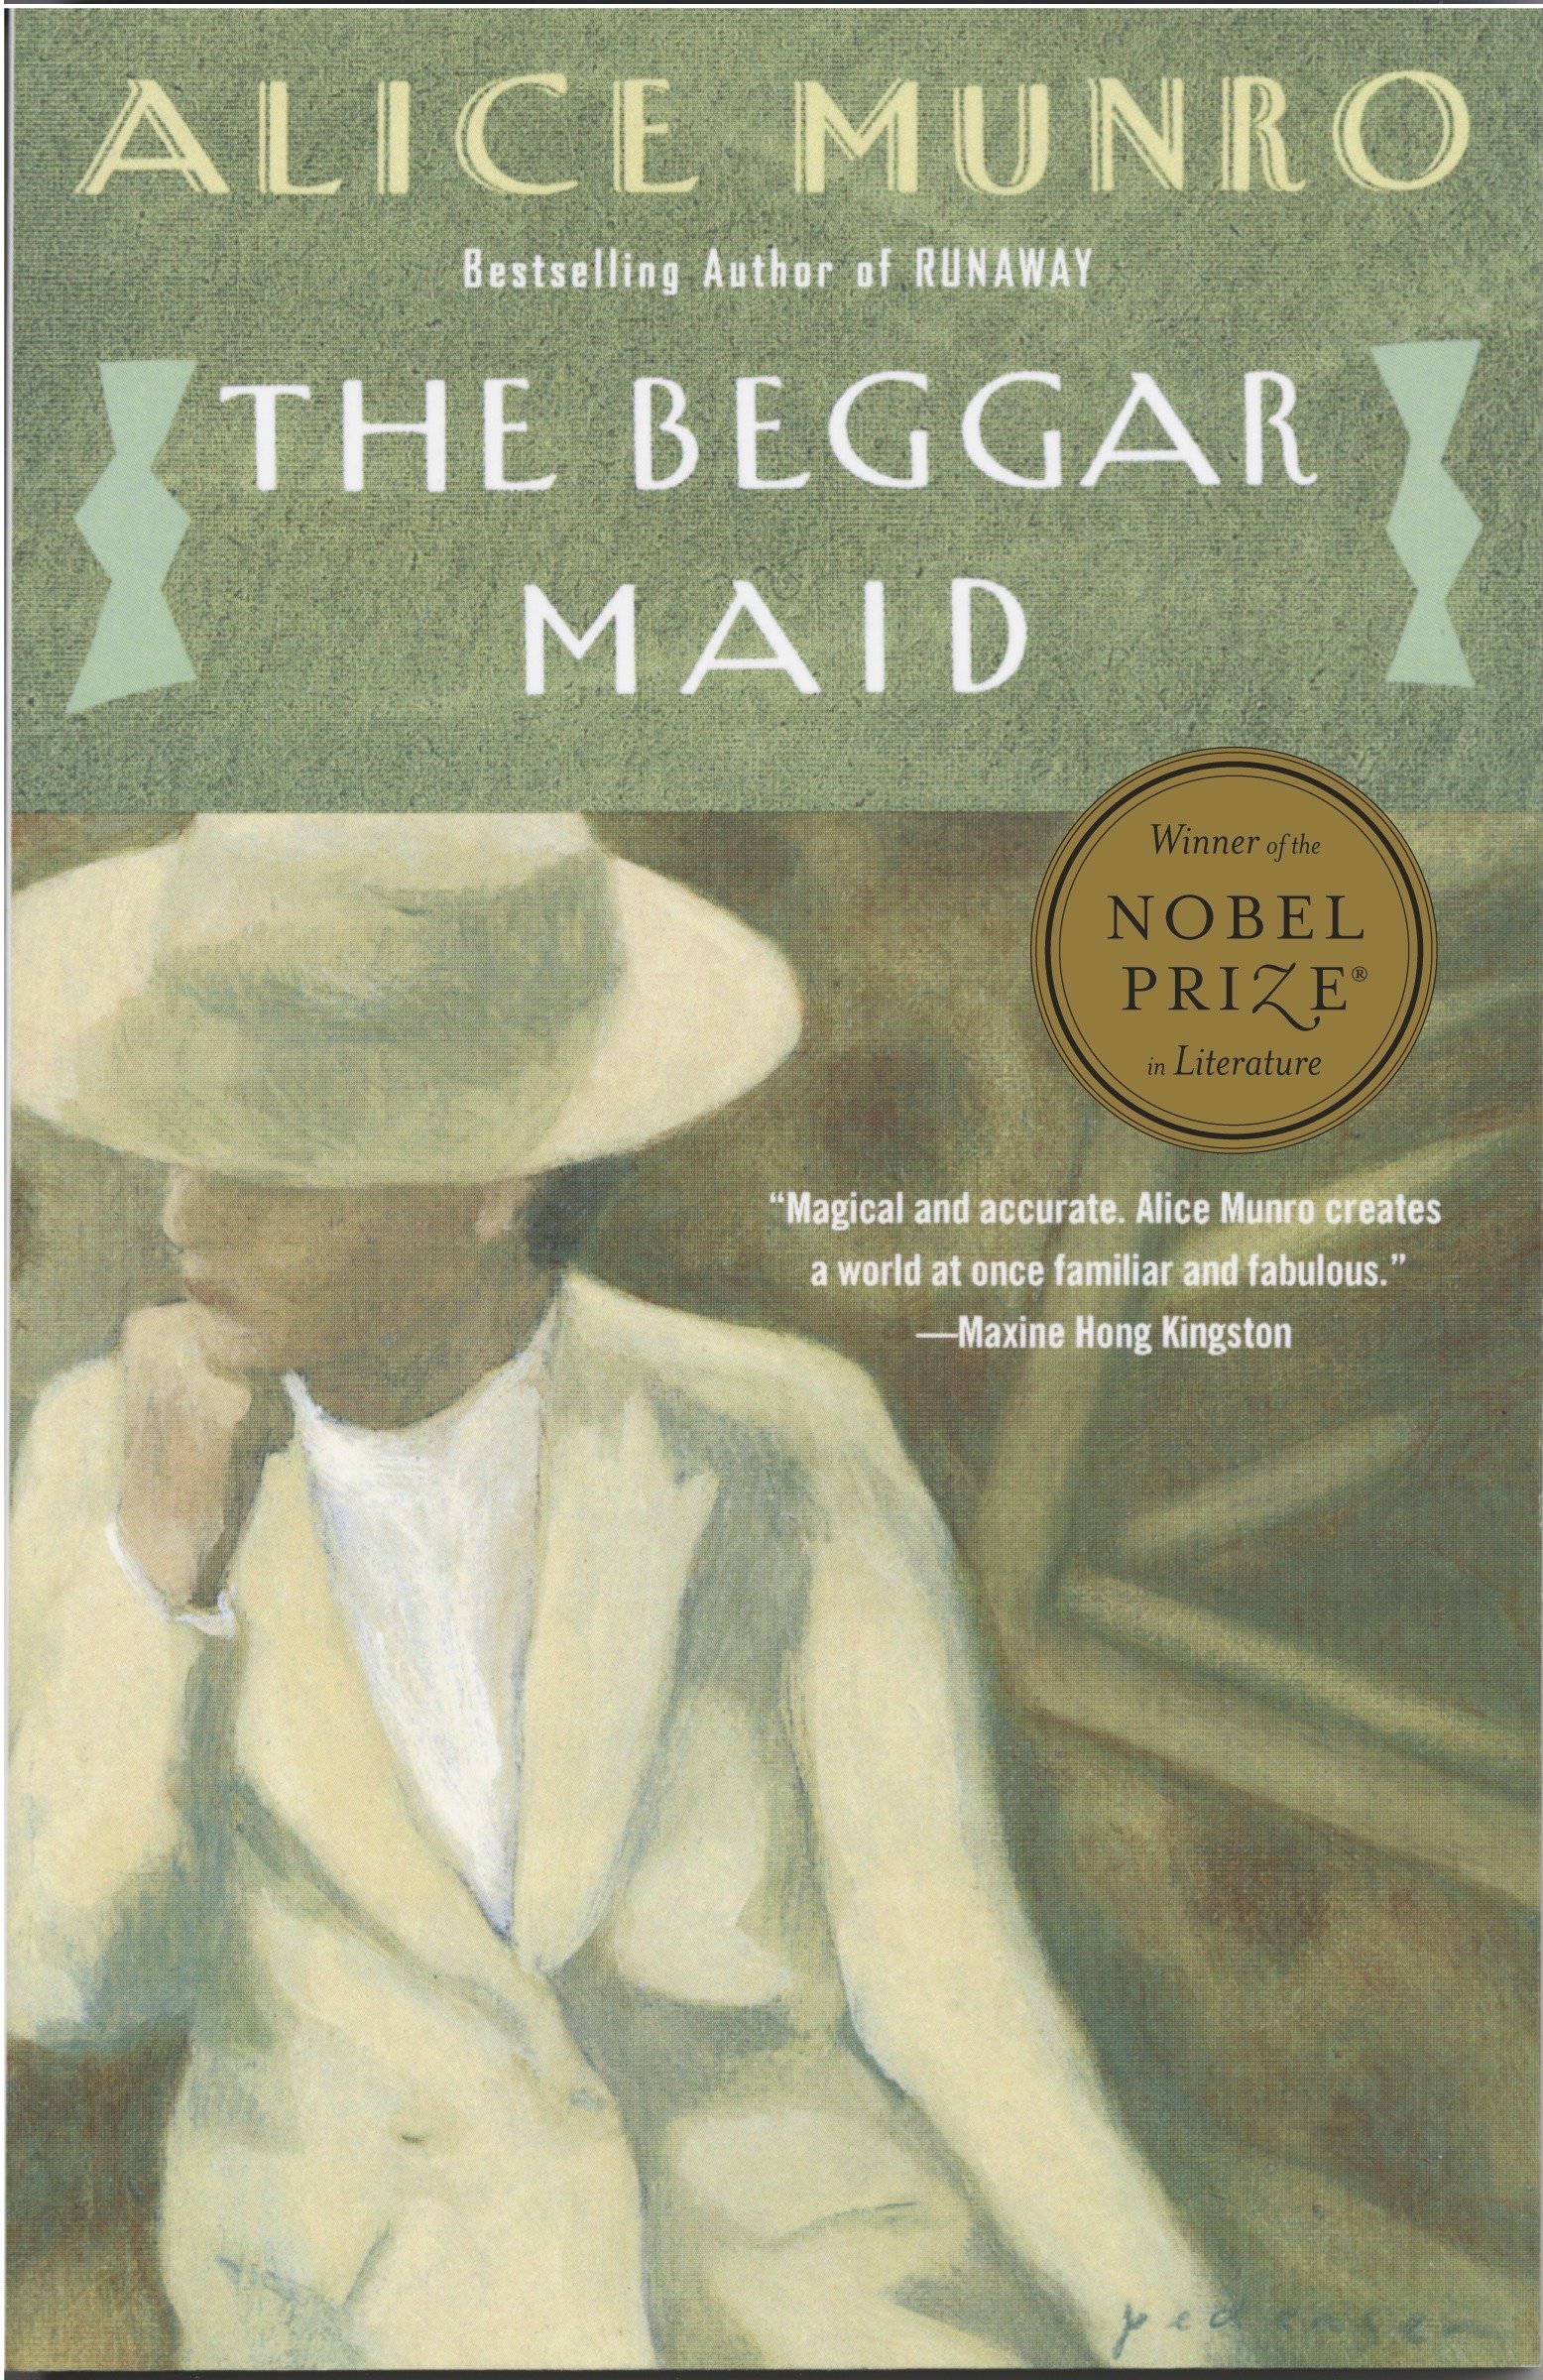 ALICE MUNRO
Bestselling Author of RUNAWAY
THE BEGGAR
MAID
Winner of the
NOBEL
PRIZE®
in Literature
“Magical and accurate. Alice Munro creates
a world at once familiar and fabulous.”
—Maxine Hong Kingston